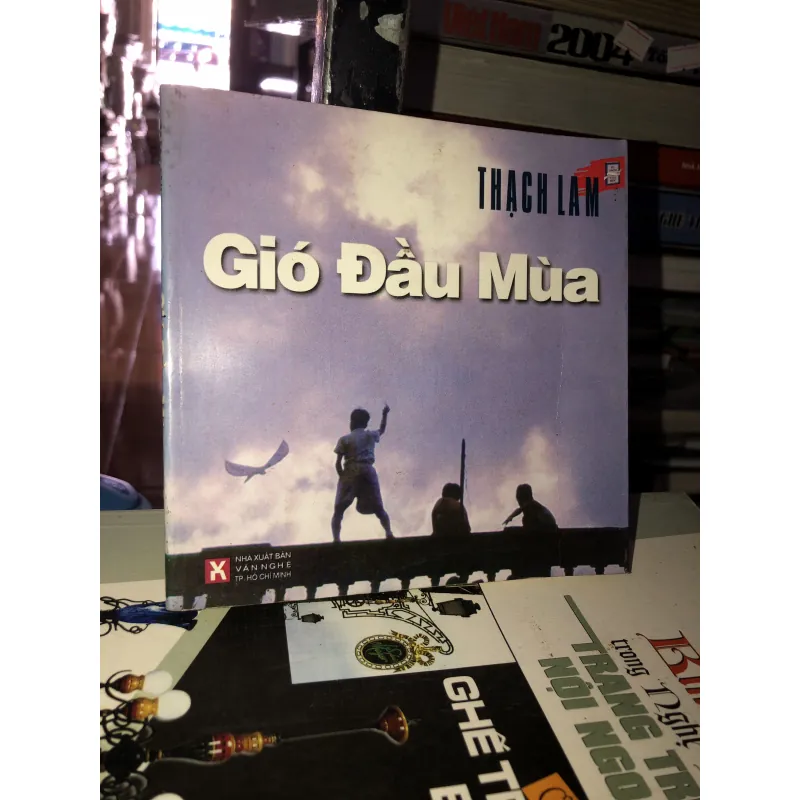 2004
THẠCH LAM
Gió Đầu Mùa
NHÀ XUẤT BẢN
VĂN NGHỆ
TP. HỒ CHÍ MINH
GHẾ
trong Nghị
TRANG TR
NỘI NGO